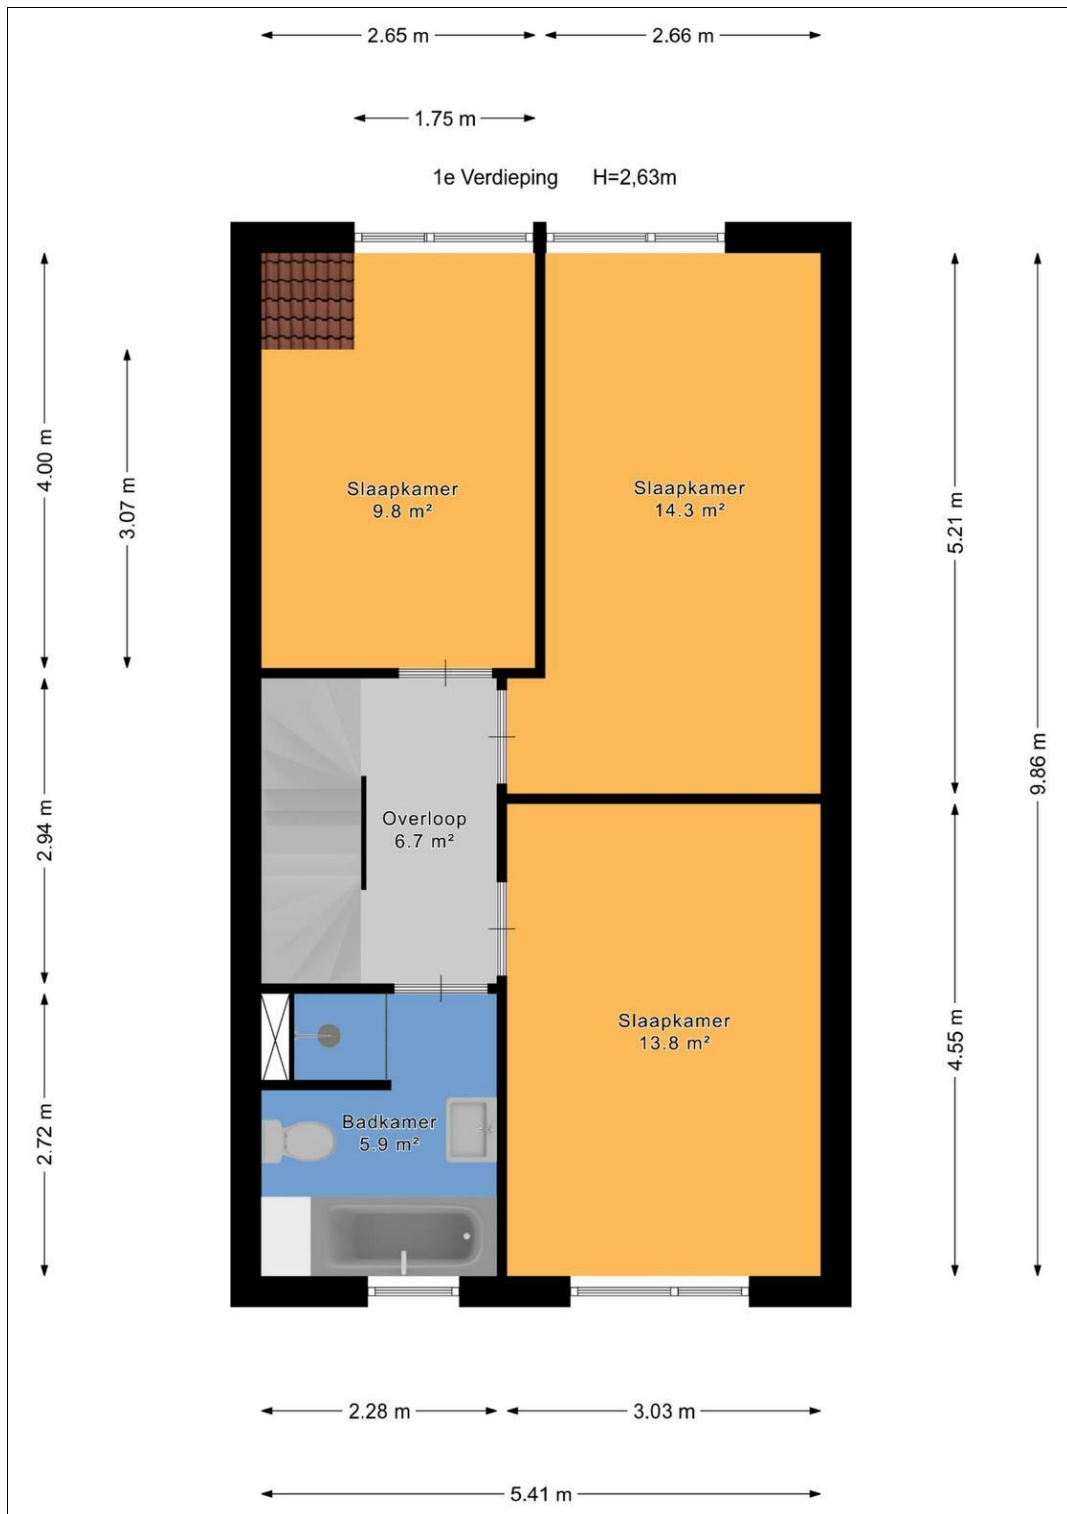 2.65 m
2.66 m
1.75 m
1e Verdieping H=2,63m
4.00 m
3.07 m
Slaapkamer
9.8 m²
Slaapkamer
14.3 m²
5.21 m
9.86 m
2.94 m
Overloop
6.7 m²
Slaapkamer
13.8 m²
4.55 m
2.72 m
Badkamer
5.9 m²
2.28 m
3.03 m
5.41 m